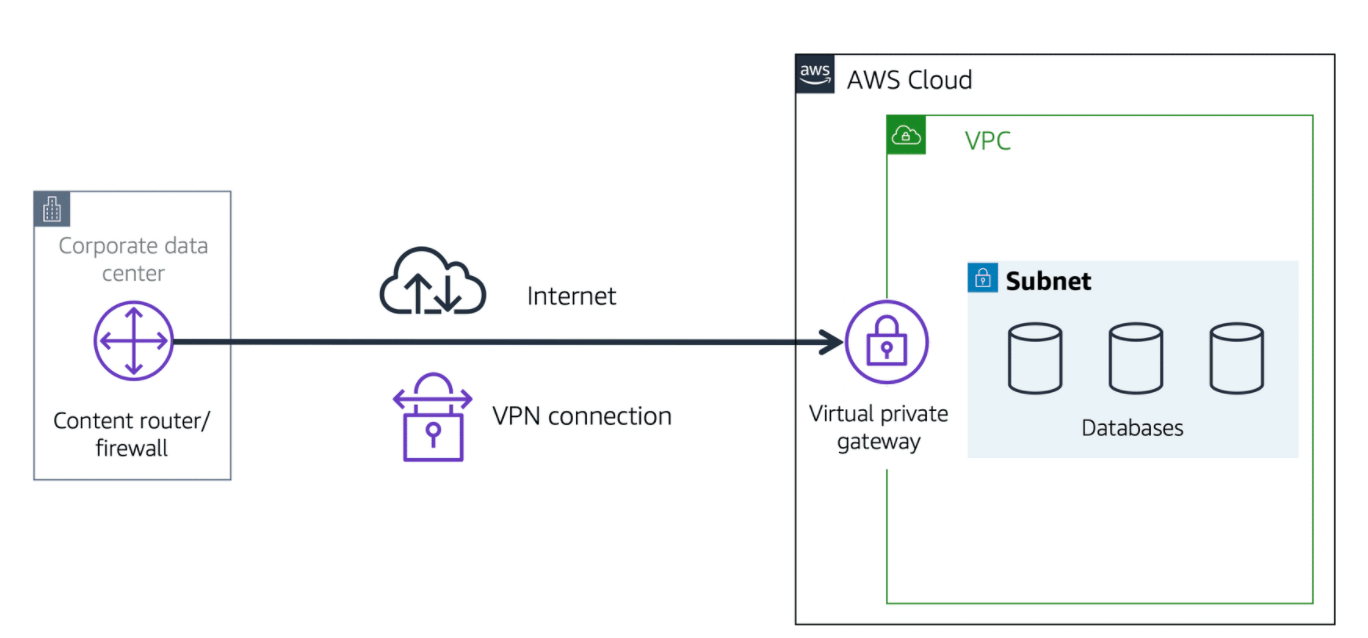 aws
AWS Cloud
VPC
Corporate data
center
Internet
Subnet
Content router/
firewall
VPN connection
Virtual private
gateway
Databases